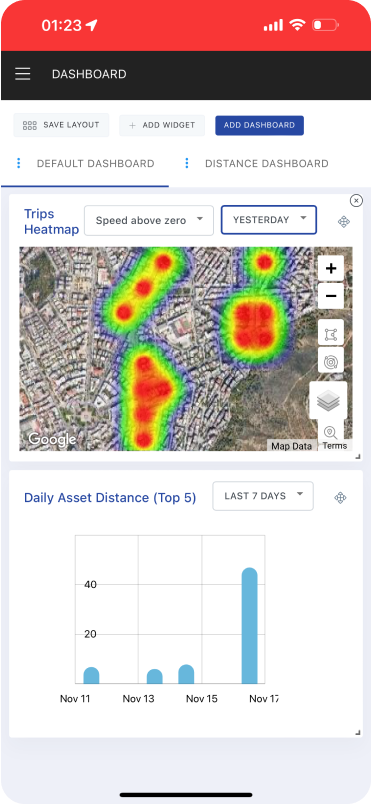 01:23
DASHBOARD
SAVE LAYOUT
+ ADD WIDGET
ADD DASHBOARD
DEFAULT DASHBOARD
DISTANCE DASHBOARD
Trips
Heatmap
Speed above zero
YESTERDAY
+
−
Google
Map Data
Terms
Daily Asset Distance (Top 5)
LAST 7 DAYS
40
20
Nov 11
Nov 13
Nov 15
Nov 17